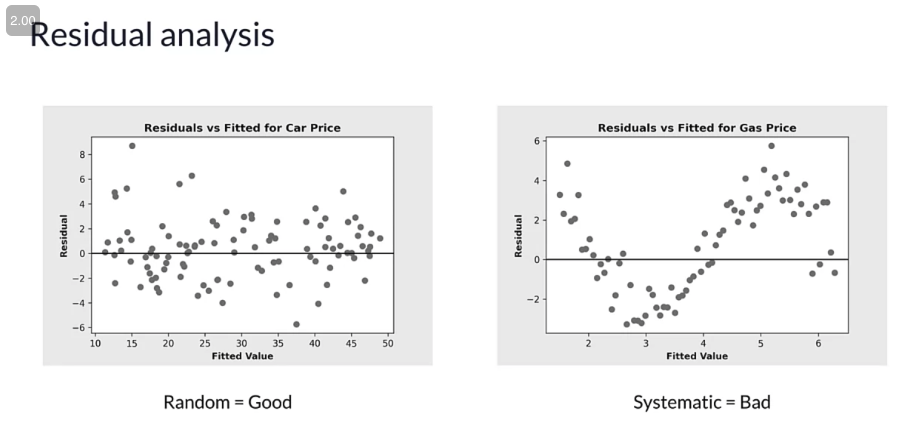 2.00
Residual analysis
Residuals vs Fitted for Car Price
8
6
4
2
0
−2
−4
−6
Residual
10 15 20 25 30 35 40 45 50
Fitted Value
Random = Good
Residuals vs Fitted for Gas Price
6
4
2
0
−2
Residual
2 3 4 5 6
Fitted Value
Systematic = Bad